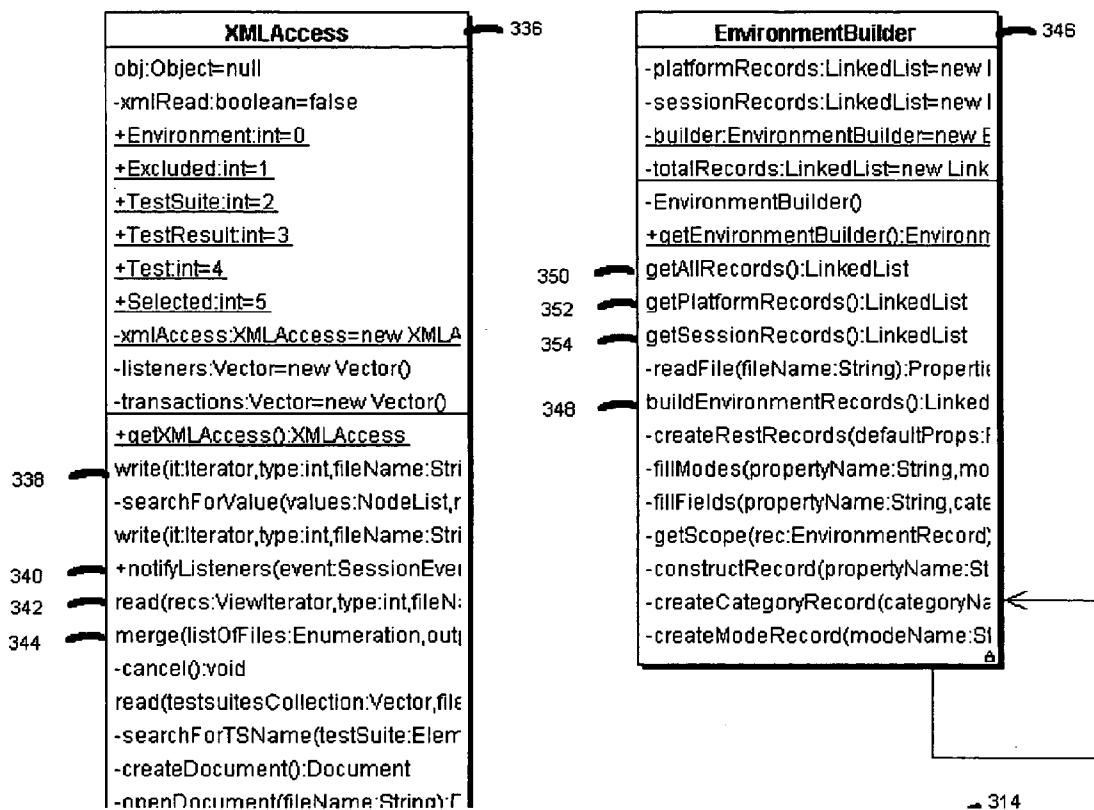 XMLAccess
336
obj:Object=null
-xmlRead:boolean=false
+Environment:int=0
+Excluded:int=1
+TestSuite:int=2
+TestResult:int=3
+Test:int=4
+Selected:int=5
-xmlAccess:XMLAccess=new XMLA
-listeners:Vector=new Vector()
-transactions:Vector=new Vector()
+getXMLAccess():XMLAccess
338
write(it:Iterator,type:int,fileName:Stri
-searchForValue(values:NodeList,r
write(it:Iterator,type:int,fileName:Stri
340
+notifyListeners(event:SessionEve
342
read(recs:ViewIterator,type:int,fileN
344
merge(listOfFiles:Enumeration,outp
-cancel():void
read(testsuitesCollection:Vector,file
-searchForTSName(testSuite:Elem
-createDocument():Document
-openDocument(fileName:String):D
EnvironmentBuilder
346
-platformRecords:LinkedList=new l
-sessionRecords:LinkedList=new l
-builder:EnvironmentBuilder=new E
-totalRecords:LinkedList=new Link
-EnvironmentBuilder()
+getEnvironmentBuilder():Environn
350
getAllRecords():LinkedList
352
getPlatformRecords():LinkedList
354
getSessionRecords():LinkedList
-readFile(fileName:String):Propertie
348
buildEnvironmentRecords():Linked
-createRestRecords(defaultProps:F
-fillModes(propertyName:String,mo
-fillFields(propertyName:String,cate
-getScope(rec:EnvironmentRecord)
-constructRecord(propertyName:St
-createCategoryRecord(categoryNa
-createModeRecord(modeName:St
314